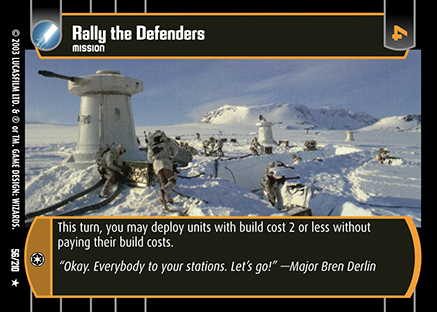 Rally the Defenders
MISSION
4
This turn, you may deploy units with build cost 2 or less without
paying their build costs.
“Okay. Everybody to your stations. Let’s go!” —Major Bren Derlin
© 2003 LUCASFILM LTD. & ® or TM. GAME DESIGN: WIZARDS.
56/210